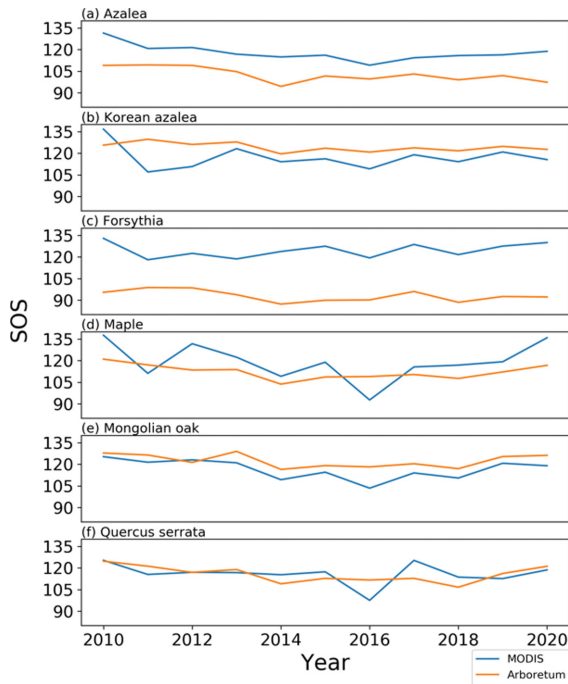 (a) Azalea
135
120
105
90
(b) Korean azalea
135
120
105
90
(c) Forsythia
135
120
105
90
SOS
(d) Maple
135
120
105
90
(e) Mongolian oak
135
120
105
90
(f) Quercus serrata
135
120
105
90
2010 2012 2014 2016 2018 2020
Year
MODIS
Arboretum